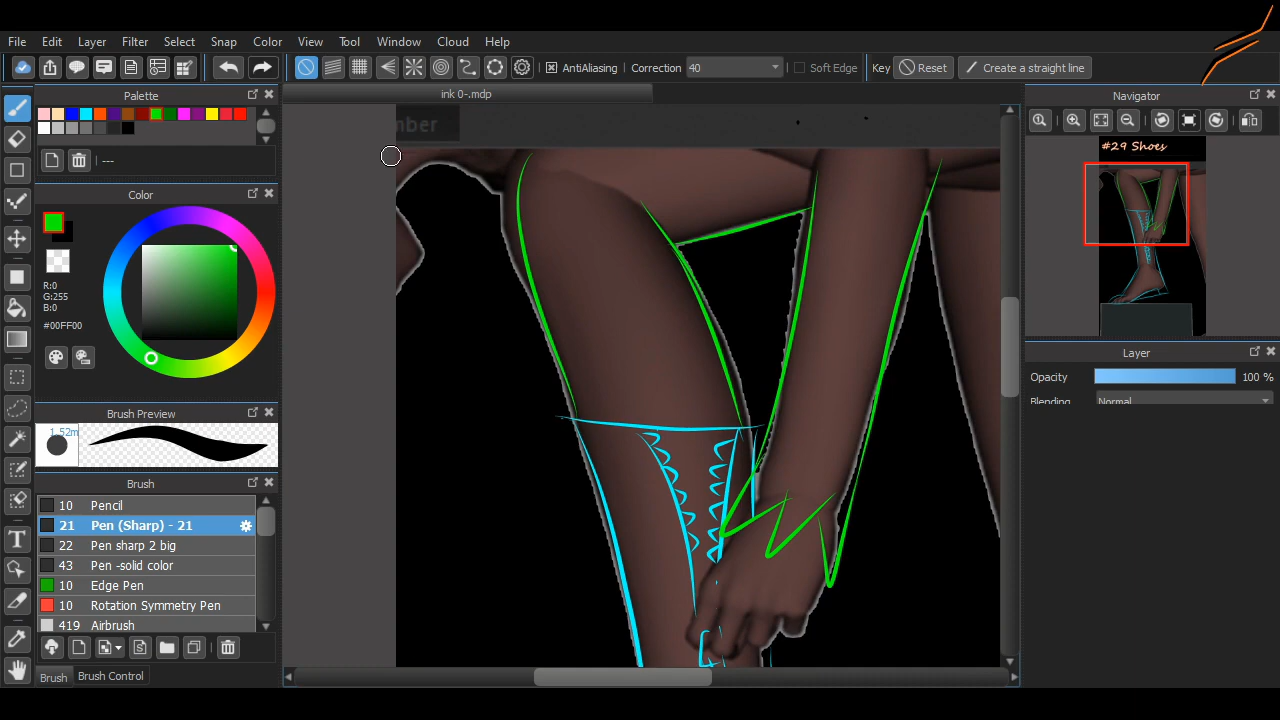 File Edit Layer Filter Select Snap Color View Tool Window Cloud Help
AntiAliasing Correction 40 Soft Edge Key Reset Create a straight line
Palette
---
Color
R:0
G:255
B:0
#00FF00
Brush Preview
1.52m
Brush
10 Pencil
21 Pen (Sharp) - 21
22 Pen sharp 2 big
43 Pen -solid color
10 Edge Pen
10 Rotation Symmetry Pen
419 Airbrush
Brush Brush Control
ink 0-.mdp
mber
Navigator
#29 Shoes
Layer
Opacity 100 %
Blending Normal